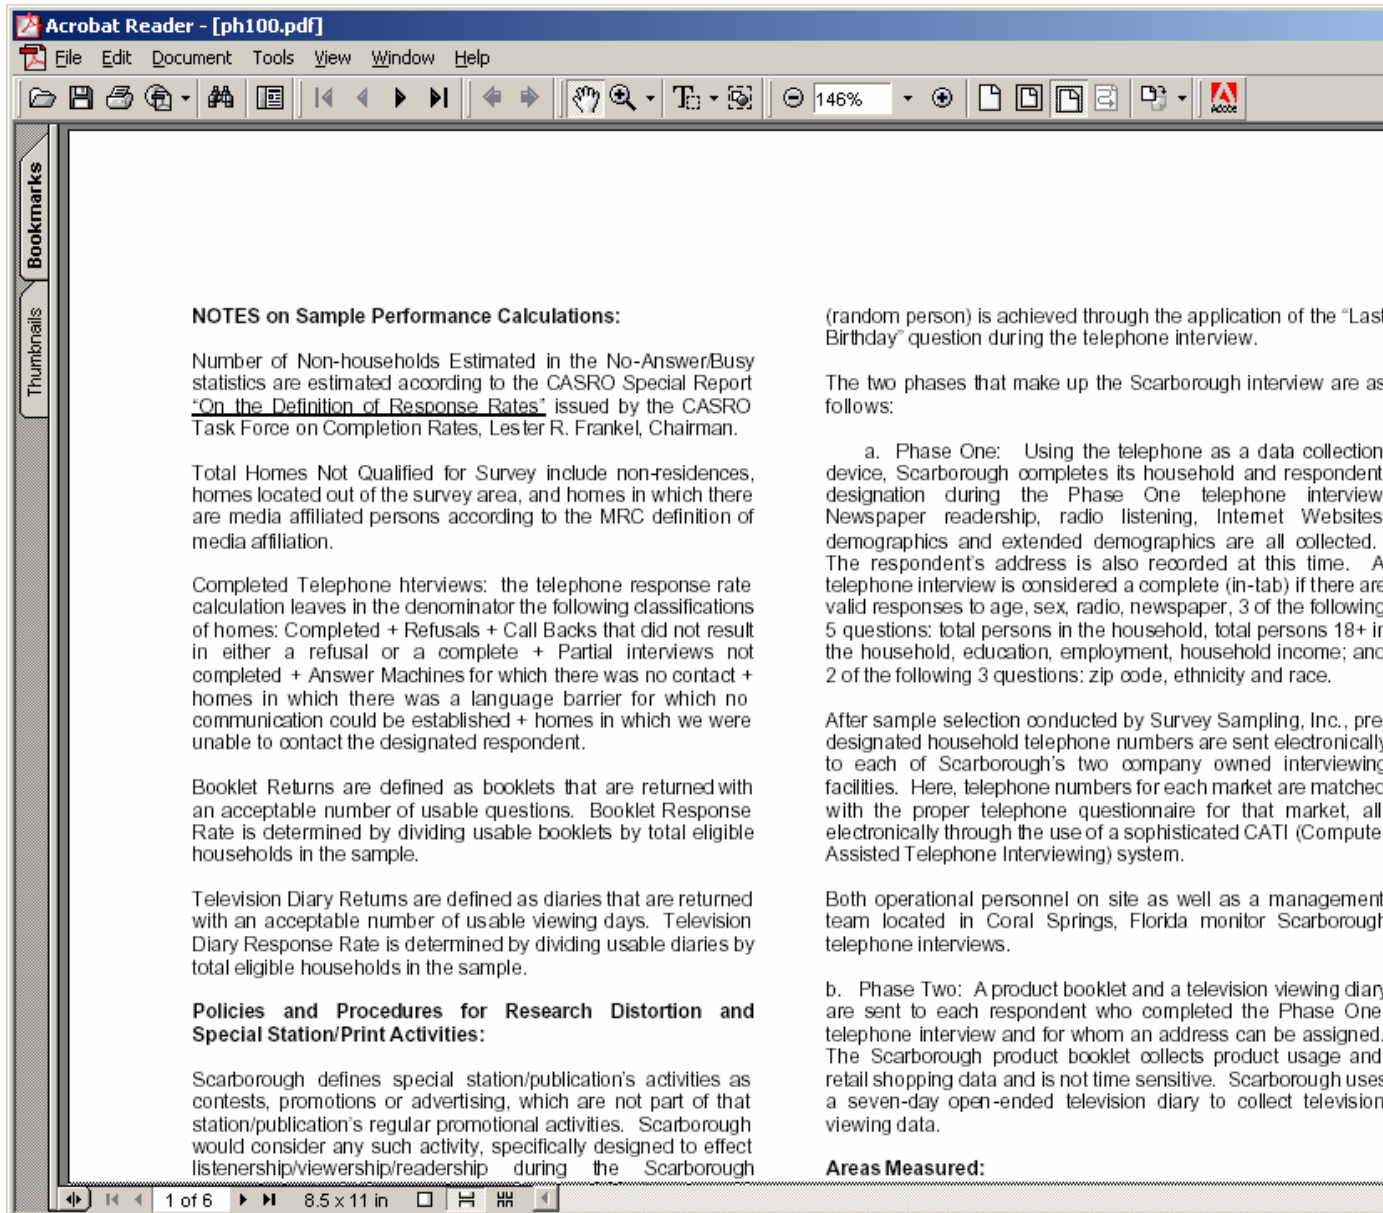 Acrobat Reader - [ph100.pdf]
File Edit Document Tools View Window Help
146%
Adobe
Bookmarks
Thumbnails
NOTES on Sample Performance Calculations:
Number of Non-households Estimated in the No-Answer/Busy
statistics are estimated according to the CASRO Special Report
“On the Definition of Response Rates” issued by the CASRO
Task Force on Completion Rates, Lester R. Frankel, Chairman.
Total Homes Not Qualified for Survey include non-residences,
homes located out of the survey area, and homes in which there
are media affiliated persons according to the MRC definition of
media affiliation.
Completed Telephone hterviews: the telephone response rate
calculation leaves in the denominator the following classifications
of homes: Completed + Refusals + Call Backs that did not result
in either a refusal or a complete + Partial interviews not
completed + Answer Machines for which there was no contact +
homes in which there was a language barrier for which no
communication could be established + homes in which we were
unable to contact the designated respondent.
Booklet Returns are defined as booklets that are returned with
an acceptable number of usable questions. Booklet Response
Rate is determined by dividing usable booklets by total eligible
households in the sample.
Television Diary Returns are defined as diaries that are returned
with an acceptable number of usable viewing days. Television
Diary Response Rate is determined by dividing usable diaries by
total eligible households in the sample.
Policies and Procedures for Research Distortion and
Special Station/Print Activities:
Scarborough defines special station/publication's activities as
contests, promotions or advertising, which are not part of that
station/publication's regular promotional activities. Scarborough
would consider any such activity, specifically designed to effect
listenership/viewership/readership during the Scarborough
(random person) is achieved through the application of the “Last
Birthday” question during the telephone interview.
The two phases that make up the Scarborough interview are as
follows:
a. Phase One: Using the telephone as a data collection
device, Scarborough completes its household and respondent
designation during the Phase One telephone interview
Newspaper readership, radio listening, Internet Websites
demographics and extended demographics are all collected.
The respondent's address is also recorded at this time. A
telephone interview is considered a complete (in-tab) if there are
valid responses to age, sex, radio, newspaper, 3 of the following
5 questions: total persons in the household, total persons 18+ in
the household, education, employment, household income; and
2 of the following 3 questions: zip code, ethnicity and race.
After sample selection conducted by Survey Sampling, Inc., pre
designated household telephone numbers are sent electronically
to each of Scarborough's two company owned interviewing
facilities. Here, telephone numbers for each market are matched
with the proper telephone questionnaire for that market, all
electronically through the use of a sophisticated CATI (Compute
Assisted Telephone Interviewing) system.
Both operational personnel on site as well as a management
team located in Coral Springs, Florida monitor Scarborough
telephone interviews.
b. Phase Two: A product booklet and a television viewing diary
are sent to each respondent who completed the Phase One
telephone interview and for whom an address can be assigned.
The Scarborough product booklet collects product usage and
retail shopping data and is not time sensitive. Scarborough uses
a seven-day open-ended television diary to collect television
viewing data.
Areas Measured:
1 of 6
8.5 x 11 in